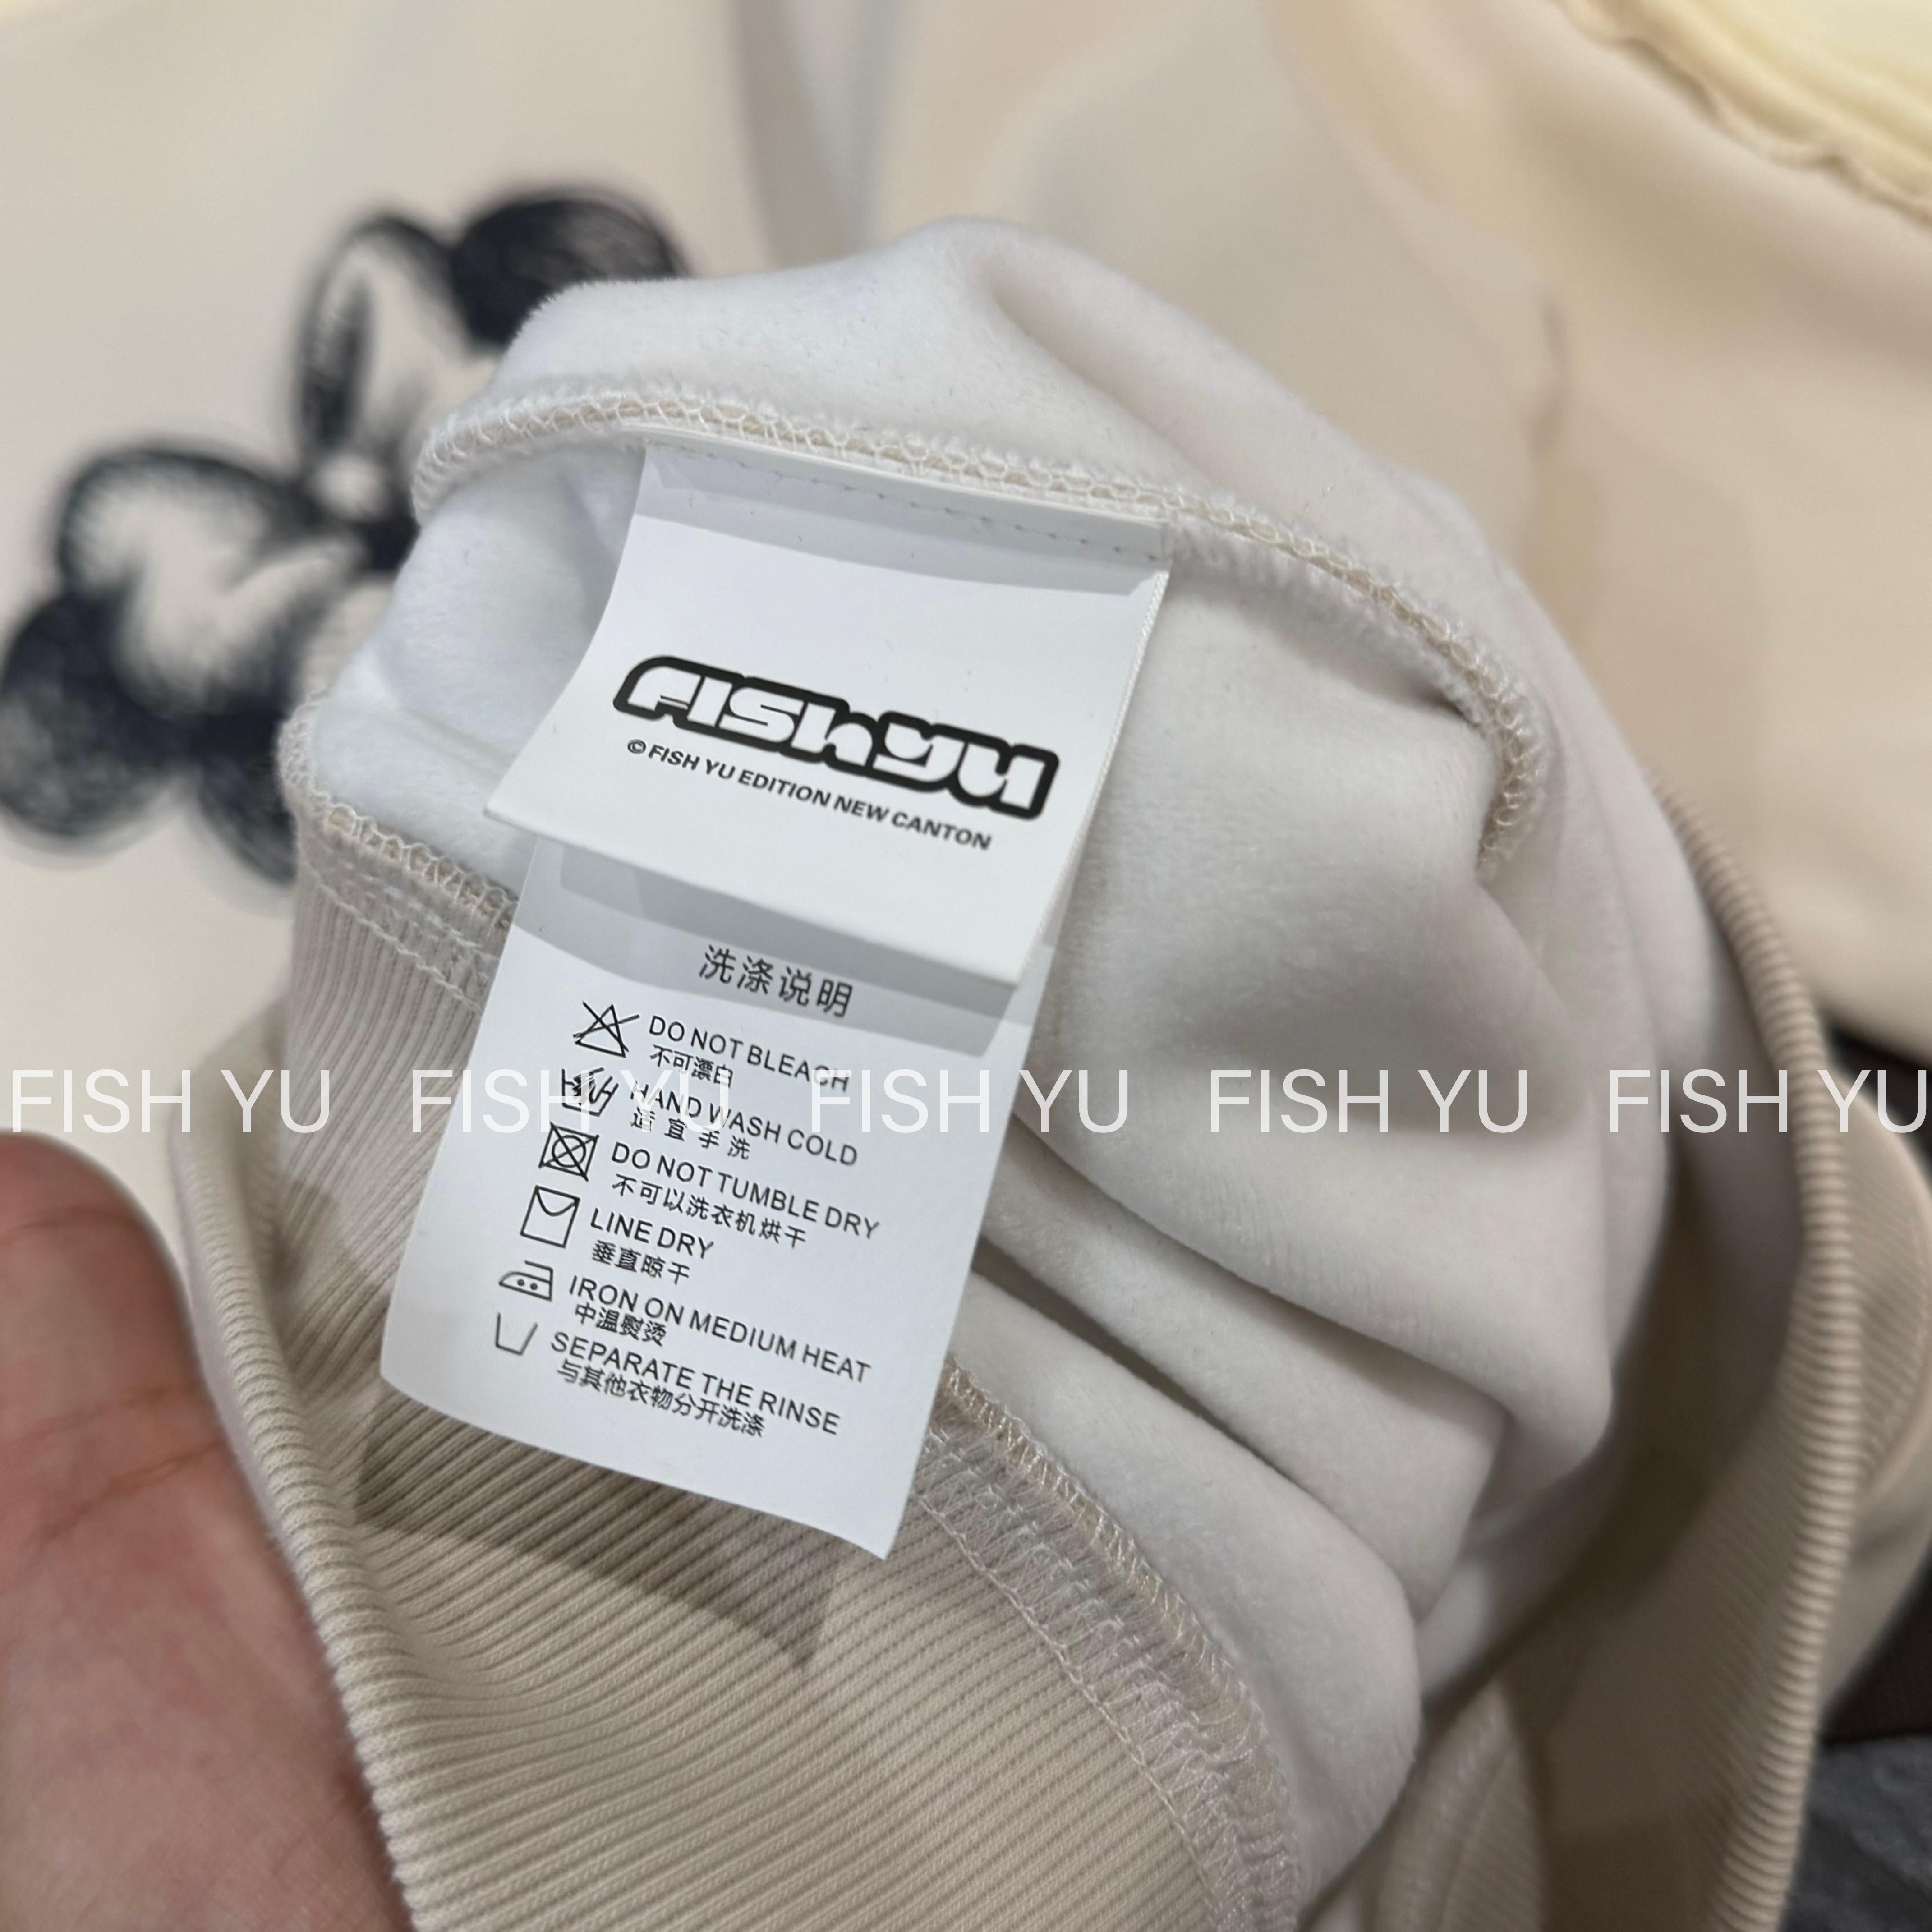 FISH YU
© FISH YU EDITION NEW CANTON
洗涤说明
DO NOT BLEACH
不可漂白
FISH YU FISH YU FISH YU FISH YU FISH YU
HAND WASH COLD
适宜手洗
DO NOT TUMBLE DRY
不可以洗衣机烘干
LINE DRY
垂直晾干
IRON ON MEDIUM HEAT
中温熨烫
SEPARATE THE RINSE
与其他衣物分开洗涤